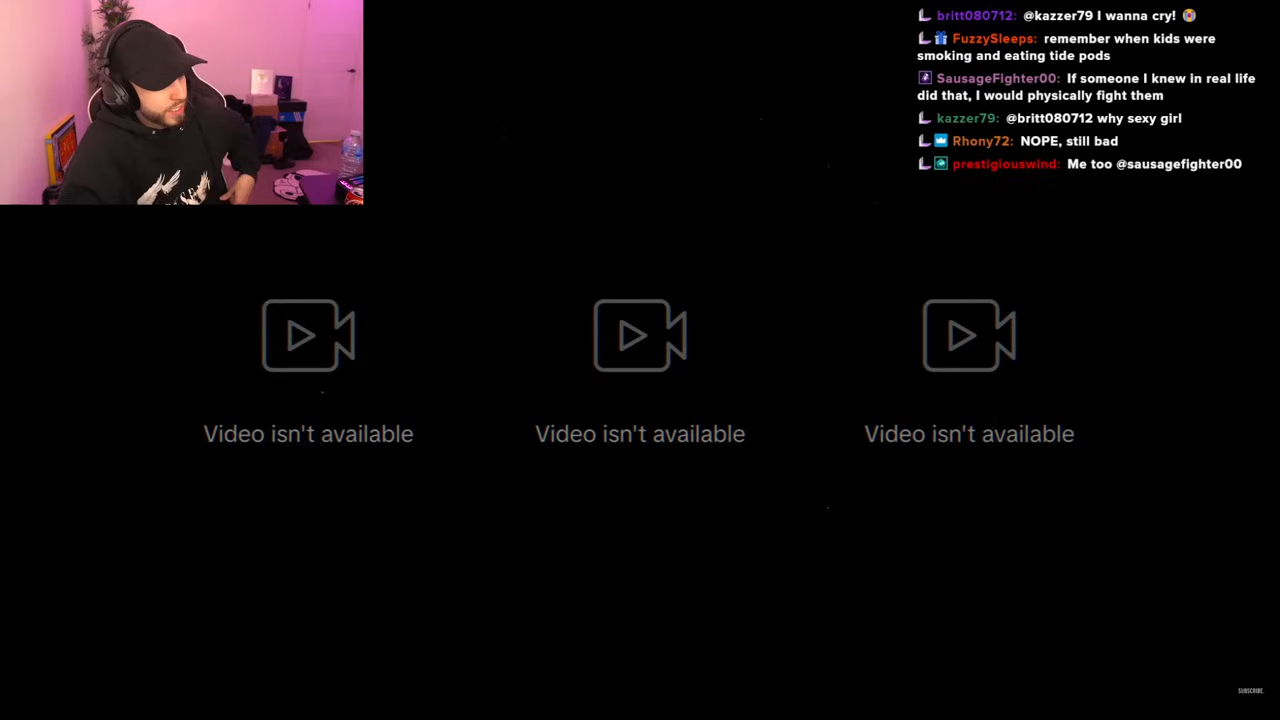 britt080712: @kazzer79 I wanna cry! 😭
FuzzySleeps: remember when kids were
smoking and eating tide pods
SausageFighter00: If someone I knew in real life
did that, I would physically fight them
kazzer79: @britt080712 why sexy girl
Rhony72: NOPE, still bad
prestigiouswind: Me too @sausagefighter00
Video isn't available
Video isn't available
Video isn't available
SUBSCRIBE.